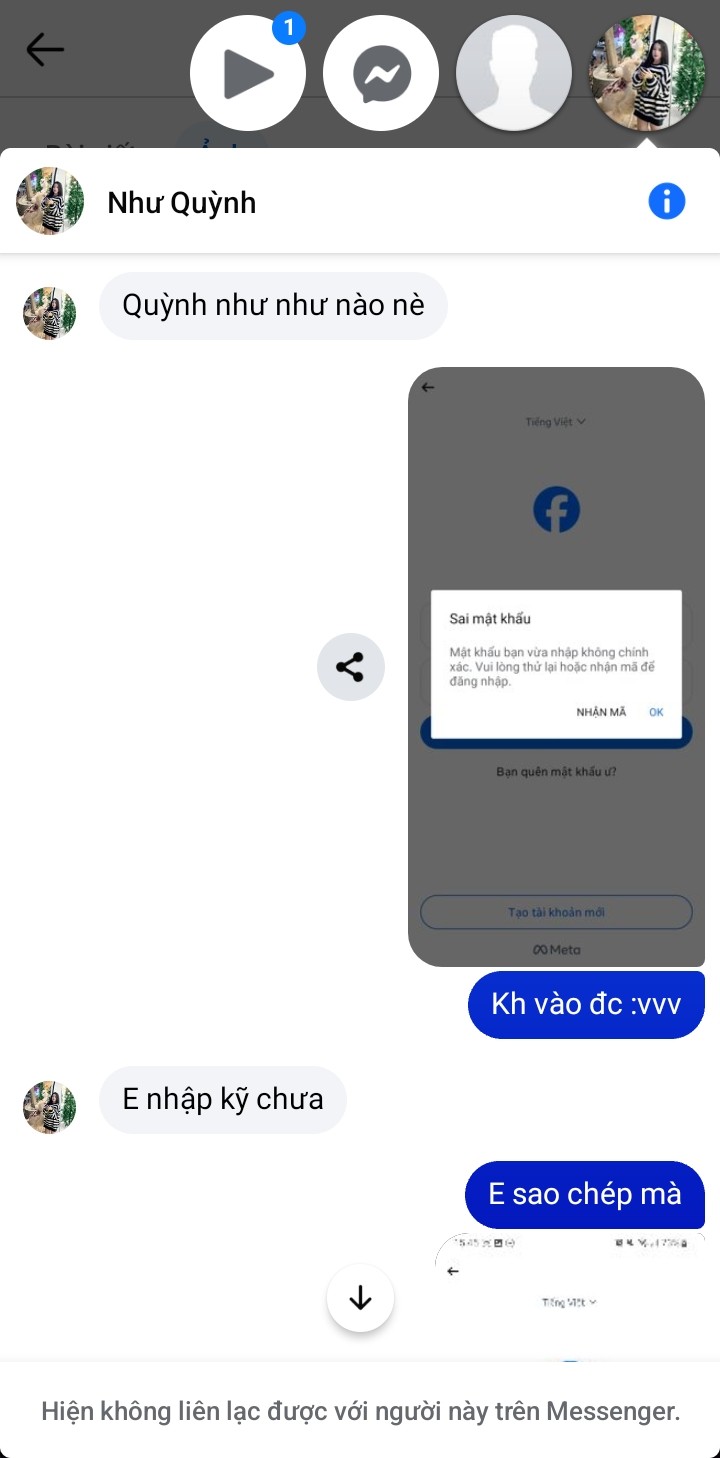 1
Như Quỳnh
Quỳnh như như nào nè
Tiếng Việt
Sai mật khẩu
Mật khẩu bạn vừa nhập không chính
xác. Vui lòng thử lại hoặc nhận mã để
đăng nhập.
NHẬN MÃ OK
Bạn quên mật khẩu ư?
Tạo tài khoản mới
Meta
Kh vào đc :vvv
E nhập kỹ chưa
E sao chép mà
Tiếng Việt
Hiện không liên lạc được với người này trên Messenger.